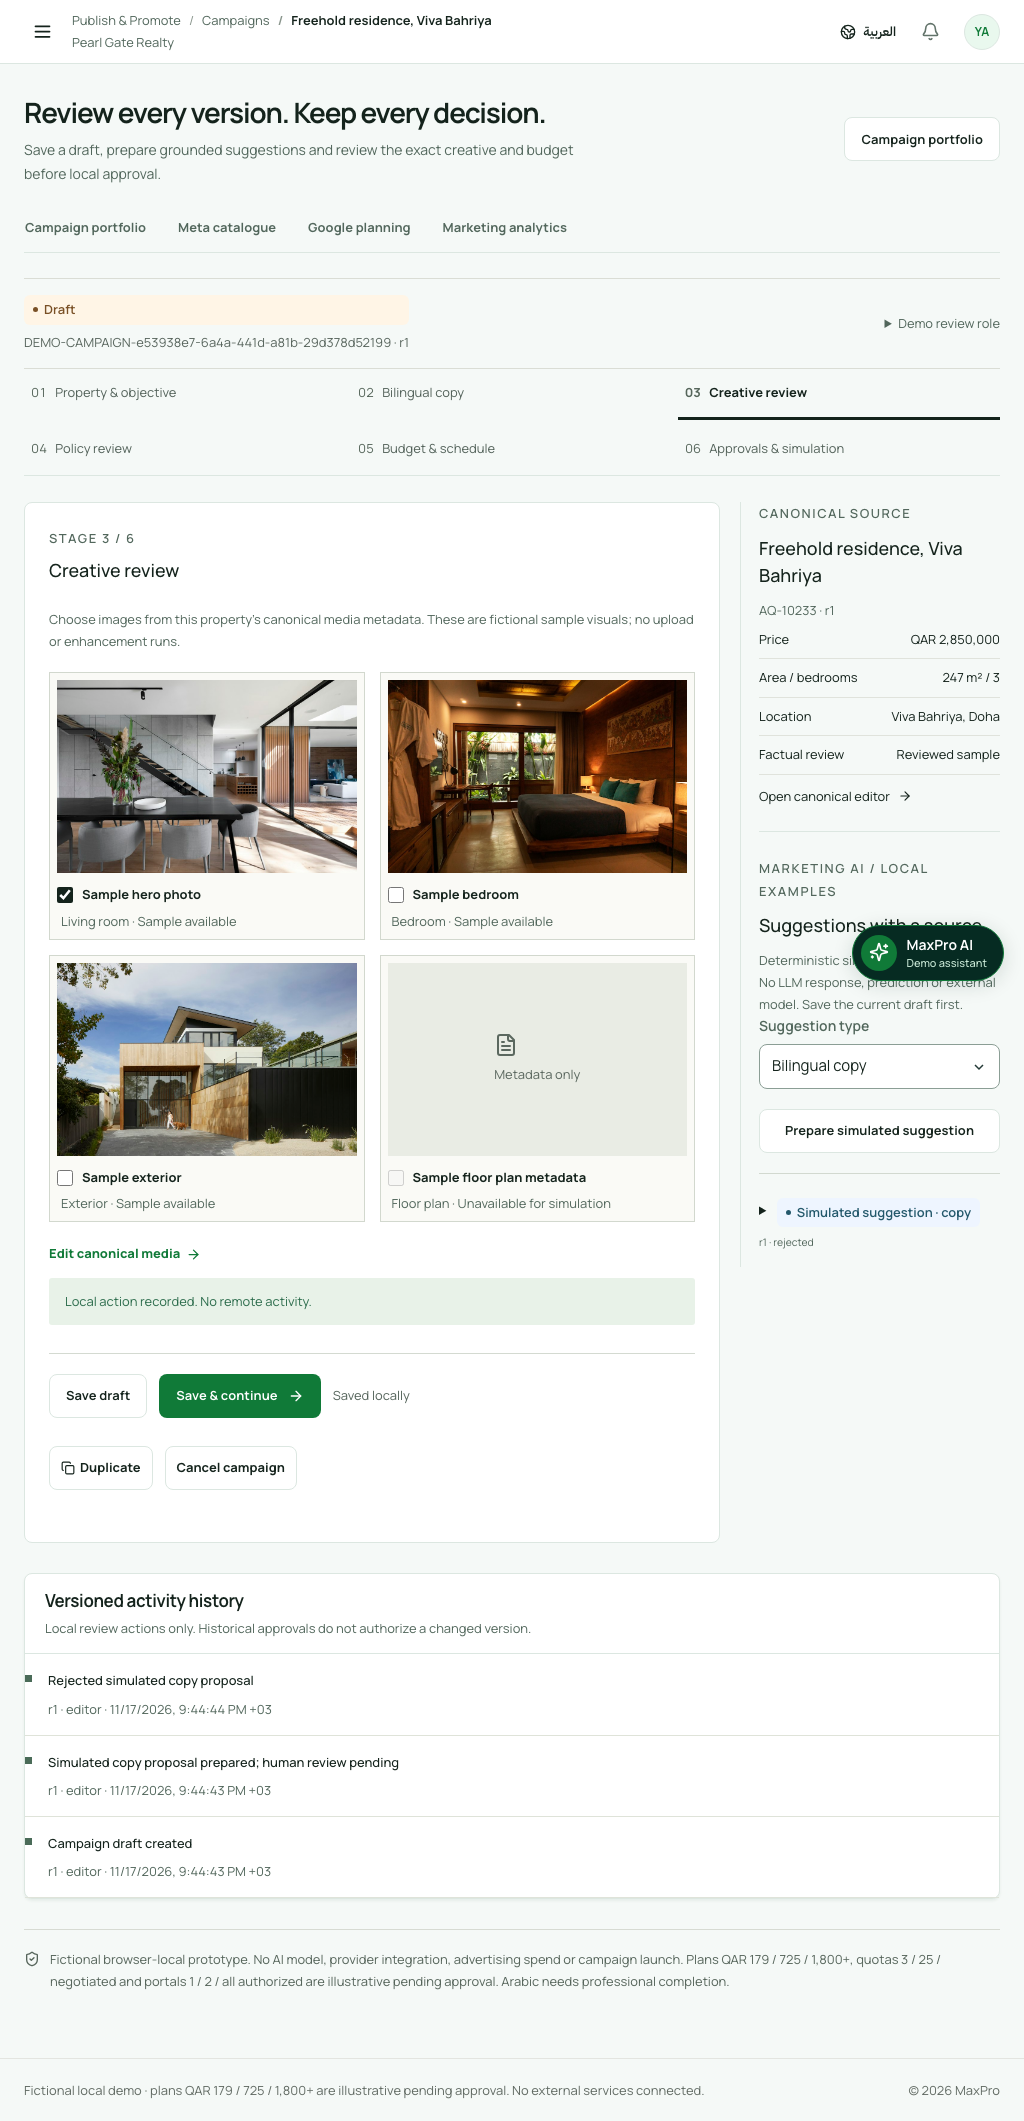 Publish & Promote / Campaigns / Freehold residence, Viva Bahriya
Pearl Gate Realty
العربية
YA
Review every version. Keep every decision.
Save a draft, prepare grounded suggestions and review the exact creative and budget
before local approval.
Campaign portfolio
Campaign portfolio
Meta catalogue
Google planning
Marketing analytics
Draft
DEMO-CAMPAIGN-e53938e7-6a4a-441d-a81b-29d378d52199 · r1
Demo review role
01 Property & objective
02 Bilingual copy
03 Creative review
04 Policy review
05 Budget & schedule
06 Approvals & simulation
STAGE 3 / 6
Creative review
Choose images from this property's canonical media metadata. These are fictional sample visuals; no upload
or enhancement runs.
Sample hero photo
Living room · Sample available
Sample bedroom
Bedroom · Sample available
Sample exterior
Exterior · Sample available
Metadata only
Sample floor plan metadata
Floor plan · Unavailable for simulation
Edit canonical media
Local action recorded. No remote activity.
Save draft
Save & continue
Saved locally
Duplicate
Cancel campaign
CANONICAL SOURCE
Freehold residence, Viva
Bahriya
AQ-10233 · r1
Price QAR 2,850,000
Area / bedrooms 247 m² / 3
Location Viva Bahriya, Doha
Factual review Reviewed sample
Open canonical editor
MARKETING AI / LOCAL
EXAMPLES
Suggestions with a source
MaxPro AI
Demo assistant
Deterministic
No LLM response, prediction or external
model. Save the current draft first.
Suggestion type
Bilingual copy
Prepare simulated suggestion
Simulated suggestion · copy
r1 · rejected
Versioned activity history
Local review actions only. Historical approvals do not authorize a changed version.
Rejected simulated copy proposal
r1 · editor · 11/17/2026, 9:44:44 PM +03
Simulated copy proposal prepared; human review pending
r1 · editor · 11/17/2026, 9:44:43 PM +03
Campaign draft created
r1 · editor · 11/17/2026, 9:44:43 PM +03
Fictional browser-local prototype. No AI model, provider integration, advertising spend or campaign launch. Plans QAR 179 / 725 / 1,800+, quotas 3 / 25 /
negotiated and portals 1 / 2 / all authorized are illustrative pending approval. Arabic needs professional completion.
Fictional local demo · plans QAR 179 / 725 / 1,800+ are illustrative pending approval. No external services connected.
© 2026 MaxPro